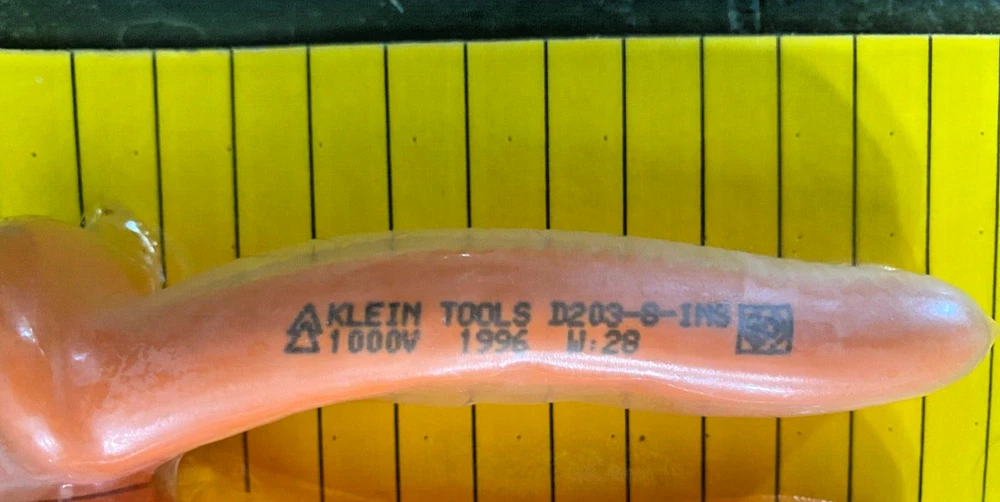 KLEIN TOOLS D203-8-INS
1000V 1996 W:28